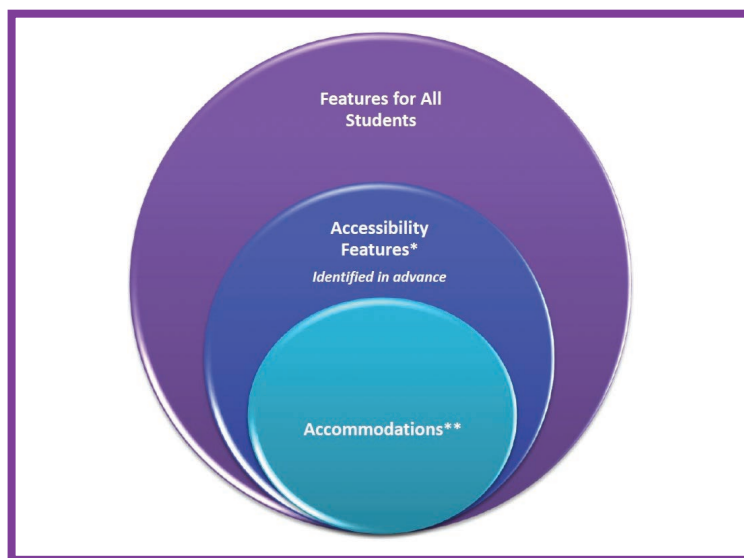 Features for All
Students
Accessibility
Features*
Identified in advance
Accommodations**